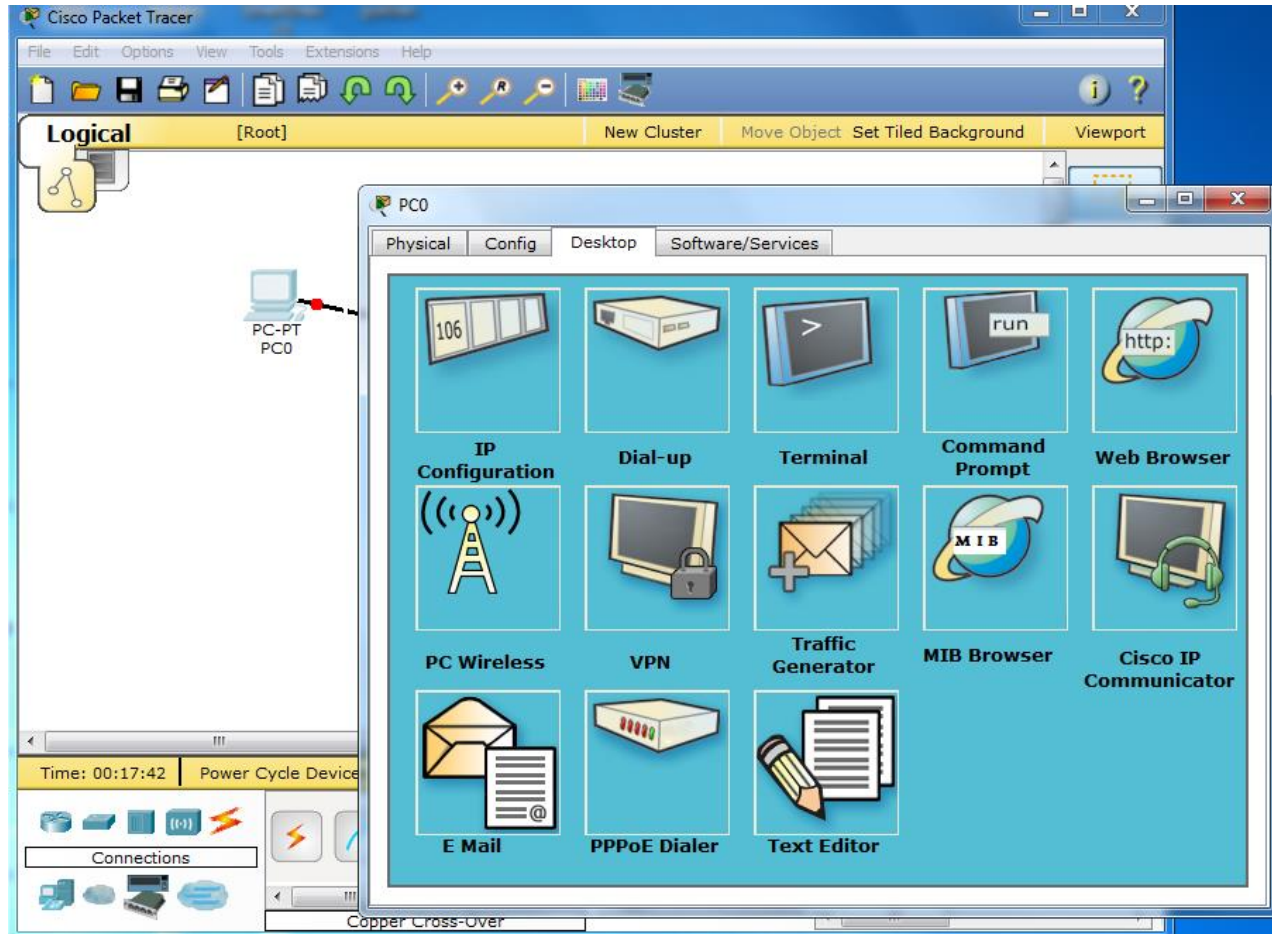 Cisco Packet Tracer
File Edit Options View Tools Extensions Help
i ?
Logical [Root] New Cluster Move Object Set Tiled Background Viewport
PC0
Physical Config Desktop Software/Services
PC-PT
PC0
106
>
run
http:
IP
Configuration
Dial-up
Terminal
Command
Prompt
Web Browser
MIB
PC Wireless
VPN
Traffic
Generator
MIB Browser
Cisco IP
Communicator
@
E Mail
PPPoE Dialer
Text Editor
Time: 00:17:42 Power Cycle Device
Connections
Copper Cross-Over